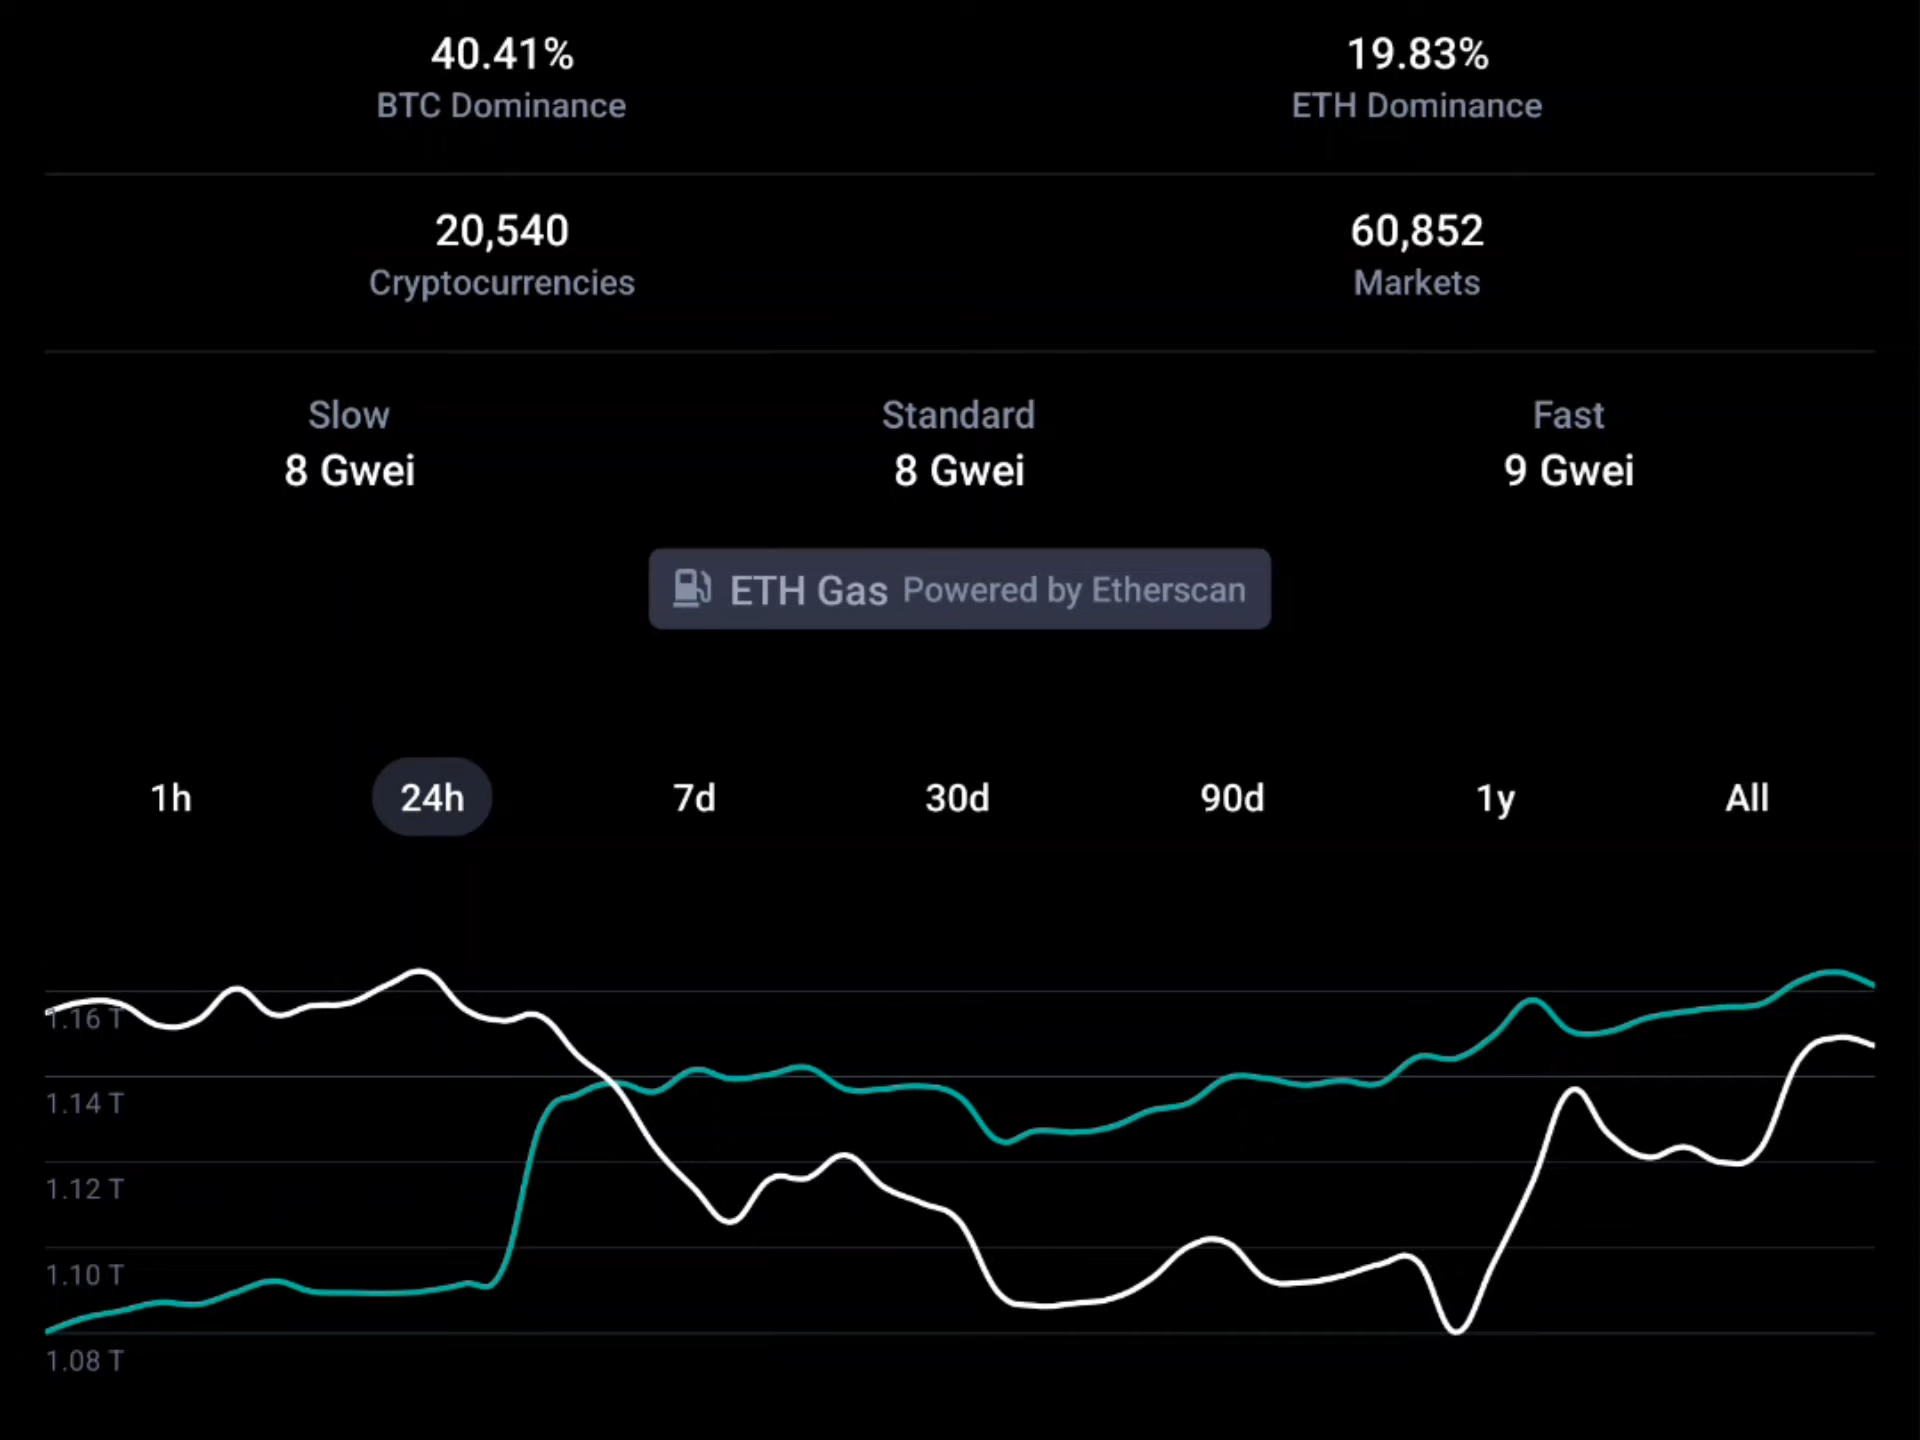 40.41%
19.83%
BTC Dominance
ETH Dominance
20,540
60,852
Cryptocurrencies
Markets
Slow
Standard
Fast
8 Gwei
8 Gwei
9 Gwei
ETH Gas Powered by Etherscan
1h
24h
7d
30d
90d
1y
All
1.16 T
1.14 T
1.12 T
1.10 T
1.08 T